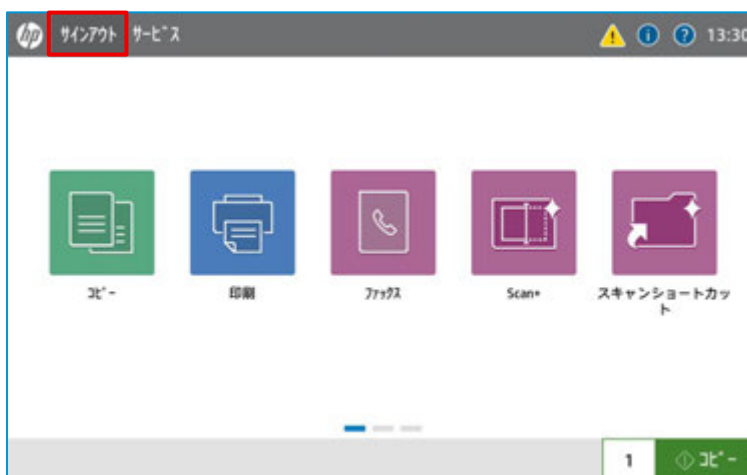 hp サインアウト サービス i ? 13:30
コピー 印刷 ファックス Scan+ スキャンショートカッ
ト
1 コピー